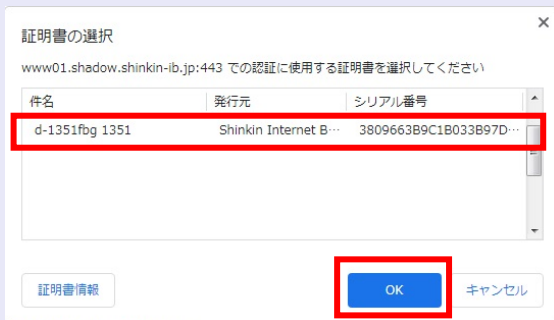 証明書の選択
www01.shadow.shinkin-ib.jp:443 での認証に使用する証明書を選択してください
件名 発行元 シリアル番号
d-1351fbg 1351 Shinkin Internet B… 3809663B9C1B033B97D…
証明書情報 OK キャンセル